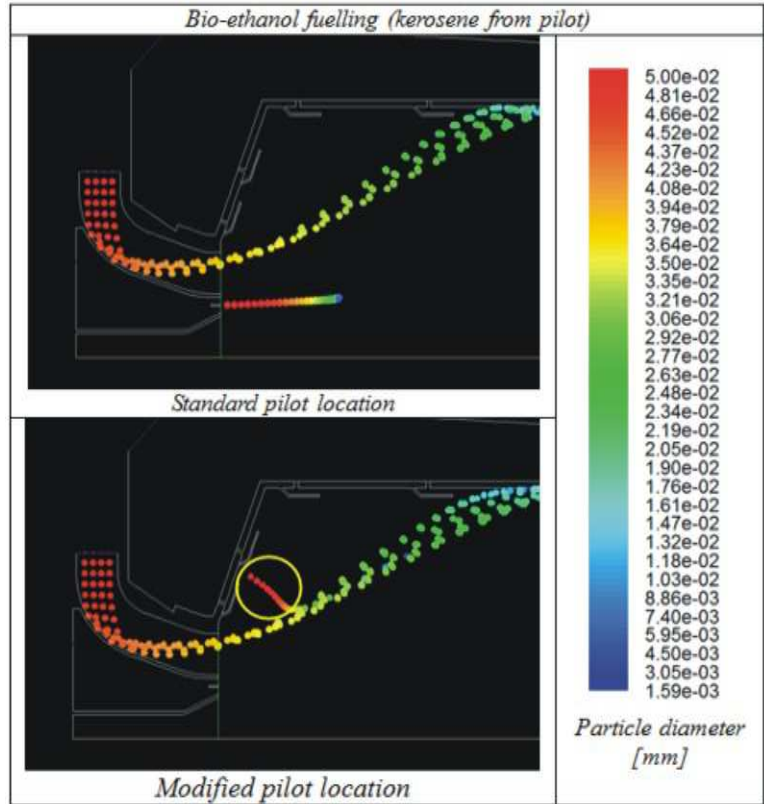 Bio-ethanol fuelling (kerosene from pilot)
Standard pilot location
Modified pilot location
5.00e-02
4.81e-02
4.66e-02
4.52e-02
4.37e-02
4.23e-02
4.08e-02
3.94e-02
3.79e-02
3.64e-02
3.50e-02
3.35e-02
3.21e-02
3.06e-02
2.92e-02
2.77e-02
2.63e-02
2.48e-02
2.34e-02
2.19e-02
2.05e-02
1.90e-02
1.76e-02
1.61e-02
1.47e-02
1.32e-02
1.18e-02
1.03e-02
8.86e-03
7.40e-03
5.95e-03
4.50e-03
3.05e-03
1.59e-03
Particle diameter
[mm]